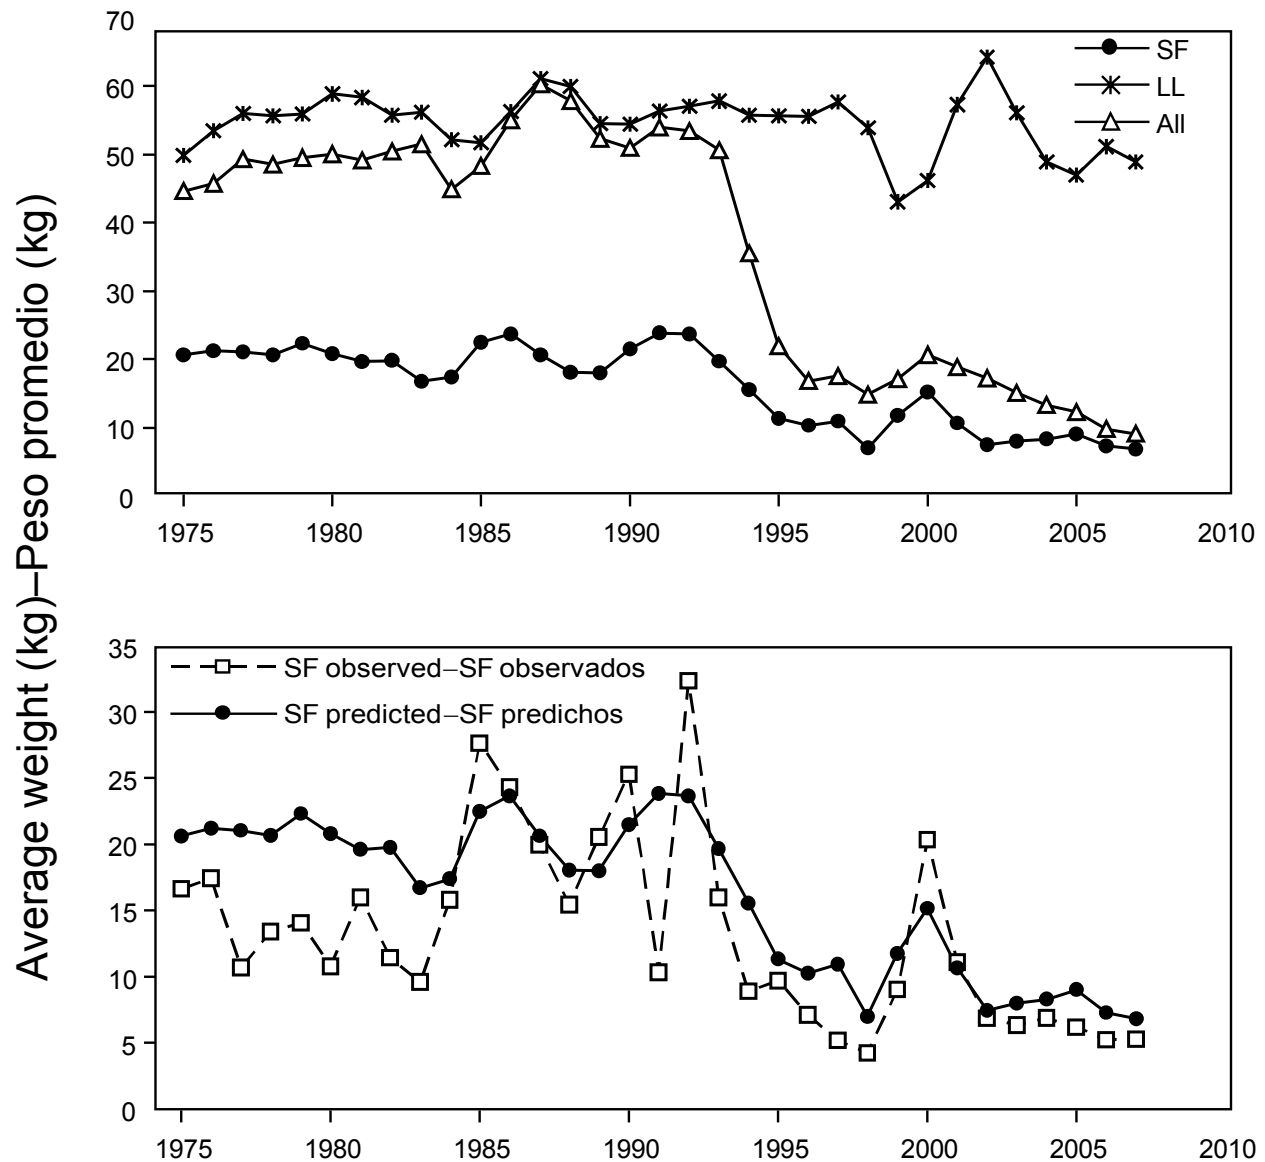 Average weight (kg)–Peso promedio (kg)
70
60
50
40
30
20
10
0
SF
LL
All
1975 1980 1985 1990 1995 2000 2005 2010
35
30
25
20
15
10
5
0
SF observed–SF observados
SF predicted–SF predichos
1975 1980 1985 1990 1995 2000 2005 2010